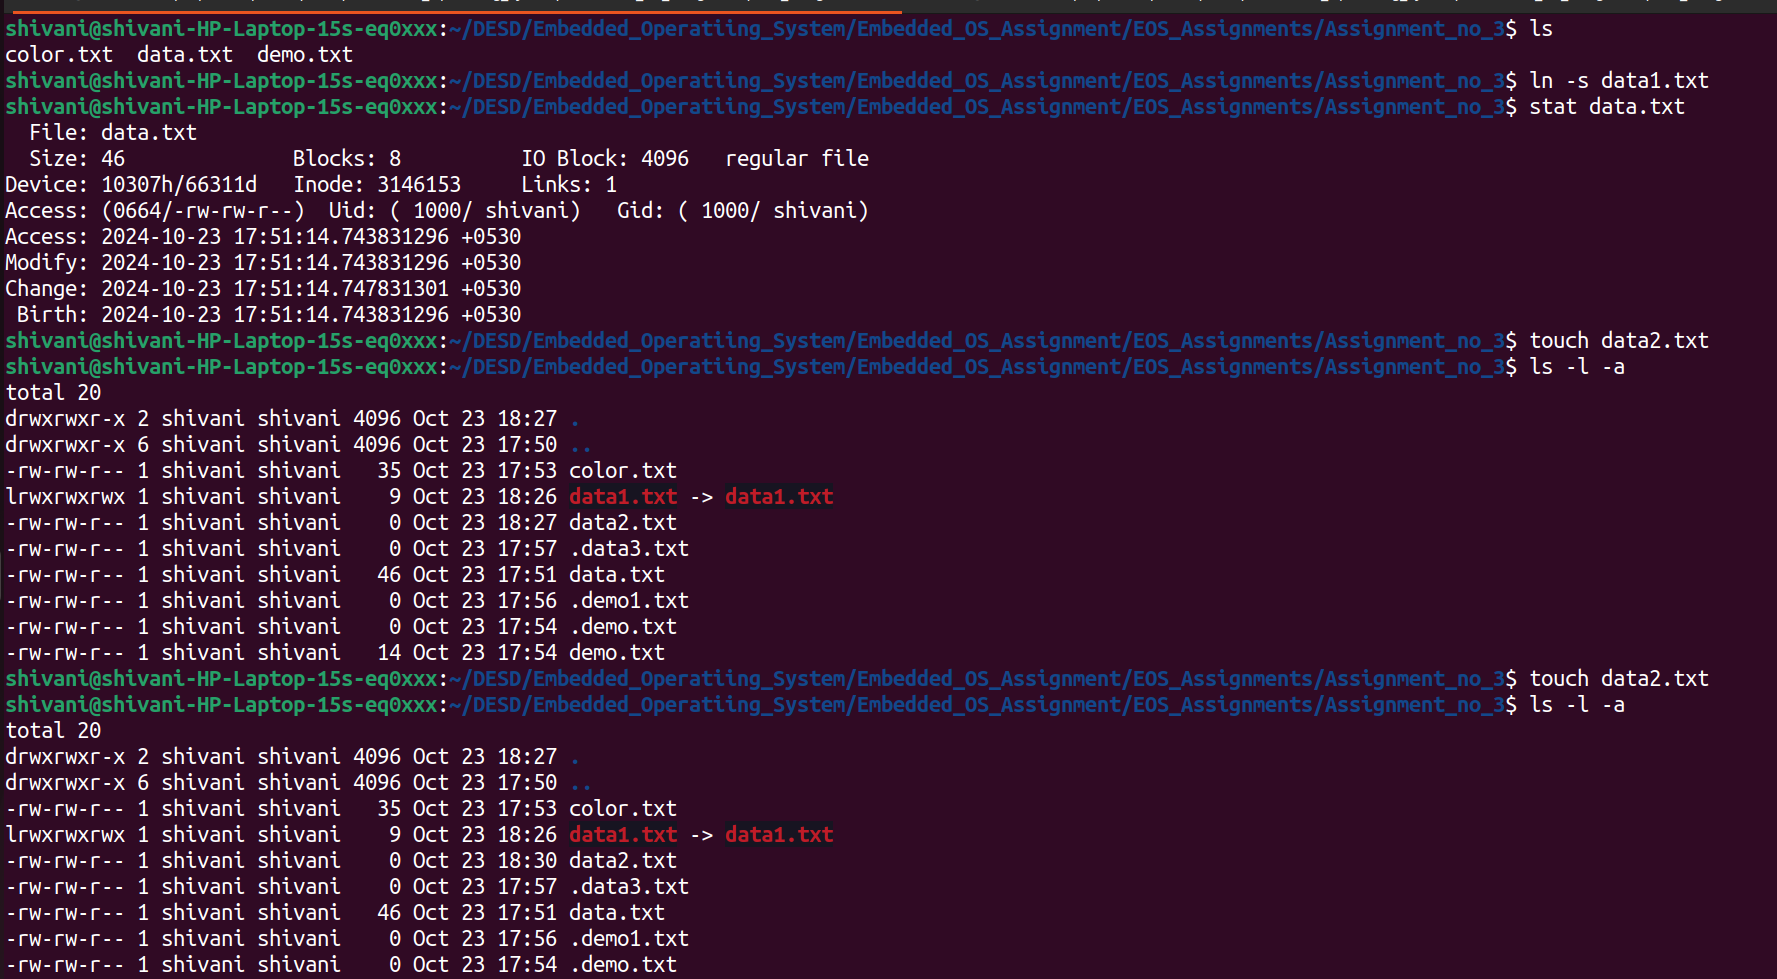 shivani@shivani-HP-Laptop-15s-eq0xxx:~/DESD/Embedded_Operatiing_System/Embedded_OS_Assignment/EOS_Assignments/Assignment_no_3$ ls
color.txt  data.txt  demo.txt
shivani@shivani-HP-Laptop-15s-eq0xxx:~/DESD/Embedded_Operatiing_System/Embedded_OS_Assignment/EOS_Assignments/Assignment_no_3$ ln -s data1.txt
shivani@shivani-HP-Laptop-15s-eq0xxx:~/DESD/Embedded_Operatiing_System/Embedded_OS_Assignment/EOS_Assignments/Assignment_no_3$ stat data.txt
  File: data.txt
  Size: 46              Blocks: 8          IO Block: 4096   regular file
Device: 10307h/66311d   Inode: 3146153     Links: 1
Access: (0664/-rw-rw-r--)  Uid: ( 1000/ shivani)   Gid: ( 1000/ shivani)
Access: 2024-10-23 17:51:14.743831296 +0530
Modify: 2024-10-23 17:51:14.743831296 +0530
Change: 2024-10-23 17:51:14.747831301 +0530
 Birth: 2024-10-23 17:51:14.743831296 +0530
shivani@shivani-HP-Laptop-15s-eq0xxx:~/DESD/Embedded_Operatiing_System/Embedded_OS_Assignment/EOS_Assignments/Assignment_no_3$ touch data2.txt
shivani@shivani-HP-Laptop-15s-eq0xxx:~/DESD/Embedded_Operatiing_System/Embedded_OS_Assignment/EOS_Assignments/Assignment_no_3$ ls -l -a
total 20
drwxrwxr-x 2 shivani shivani 4096 Oct 23 18:27 .
drwxrwxr-x 6 shivani shivani 4096 Oct 23 17:50 ..
-rw-rw-r-- 1 shivani shivani   35 Oct 23 17:53 color.txt
lrwxrwxrwx 1 shivani shivani    9 Oct 23 18:26 data1.txt -> data1.txt
-rw-rw-r-- 1 shivani shivani    0 Oct 23 18:27 data2.txt
-rw-rw-r-- 1 shivani shivani    0 Oct 23 17:57 .data3.txt
-rw-rw-r-- 1 shivani shivani   46 Oct 23 17:51 data.txt
-rw-rw-r-- 1 shivani shivani    0 Oct 23 17:56 .demo1.txt
-rw-rw-r-- 1 shivani shivani    0 Oct 23 17:54 .demo.txt
-rw-rw-r-- 1 shivani shivani   14 Oct 23 17:54 demo.txt
shivani@shivani-HP-Laptop-15s-eq0xxx:~/DESD/Embedded_Operatiing_System/Embedded_OS_Assignment/EOS_Assignments/Assignment_no_3$ touch data2.txt
shivani@shivani-HP-Laptop-15s-eq0xxx:~/DESD/Embedded_Operatiing_System/Embedded_OS_Assignment/EOS_Assignments/Assignment_no_3$ ls -l -a
total 20
drwxrwxr-x 2 shivani shivani 4096 Oct 23 18:27 .
drwxrwxr-x 6 shivani shivani 4096 Oct 23 17:50 ..
-rw-rw-r-- 1 shivani shivani   35 Oct 23 17:53 color.txt
lrwxrwxrwx 1 shivani shivani    9 Oct 23 18:26 data1.txt -> data1.txt
-rw-rw-r-- 1 shivani shivani    0 Oct 23 18:30 data2.txt
-rw-rw-r-- 1 shivani shivani    0 Oct 23 17:57 .data3.txt
-rw-rw-r-- 1 shivani shivani   46 Oct 23 17:51 data.txt
-rw-rw-r-- 1 shivani shivani    0 Oct 23 17:56 .demo1.txt
-rw-rw-r-- 1 shivani shivani    0 Oct 23 17:54 .demo.txt